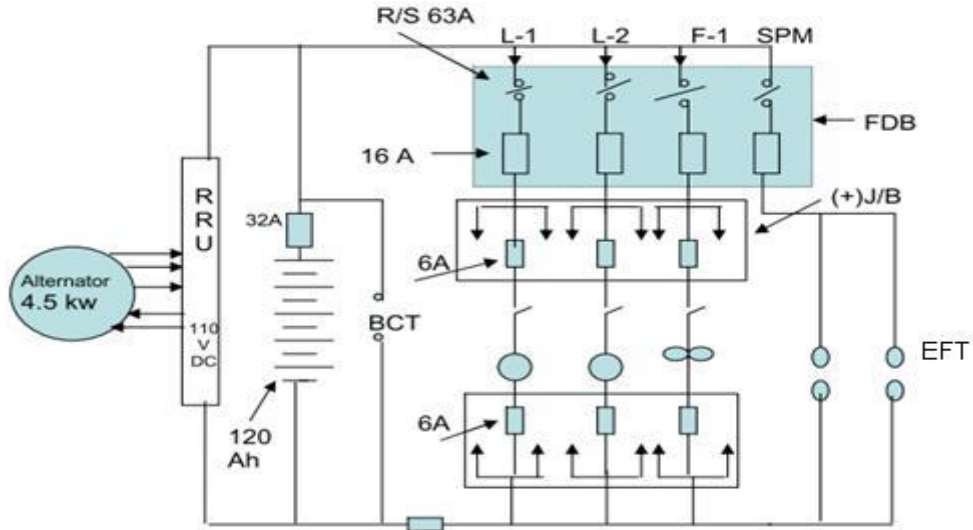 R/S 63A
L-1 L-2 F-1 SPM
FDB
16 A
(+)J/B
RRU
32A
6A
Alternator
4.5 kw
110
V
DC
BCT
EFT
6A
120
Ah